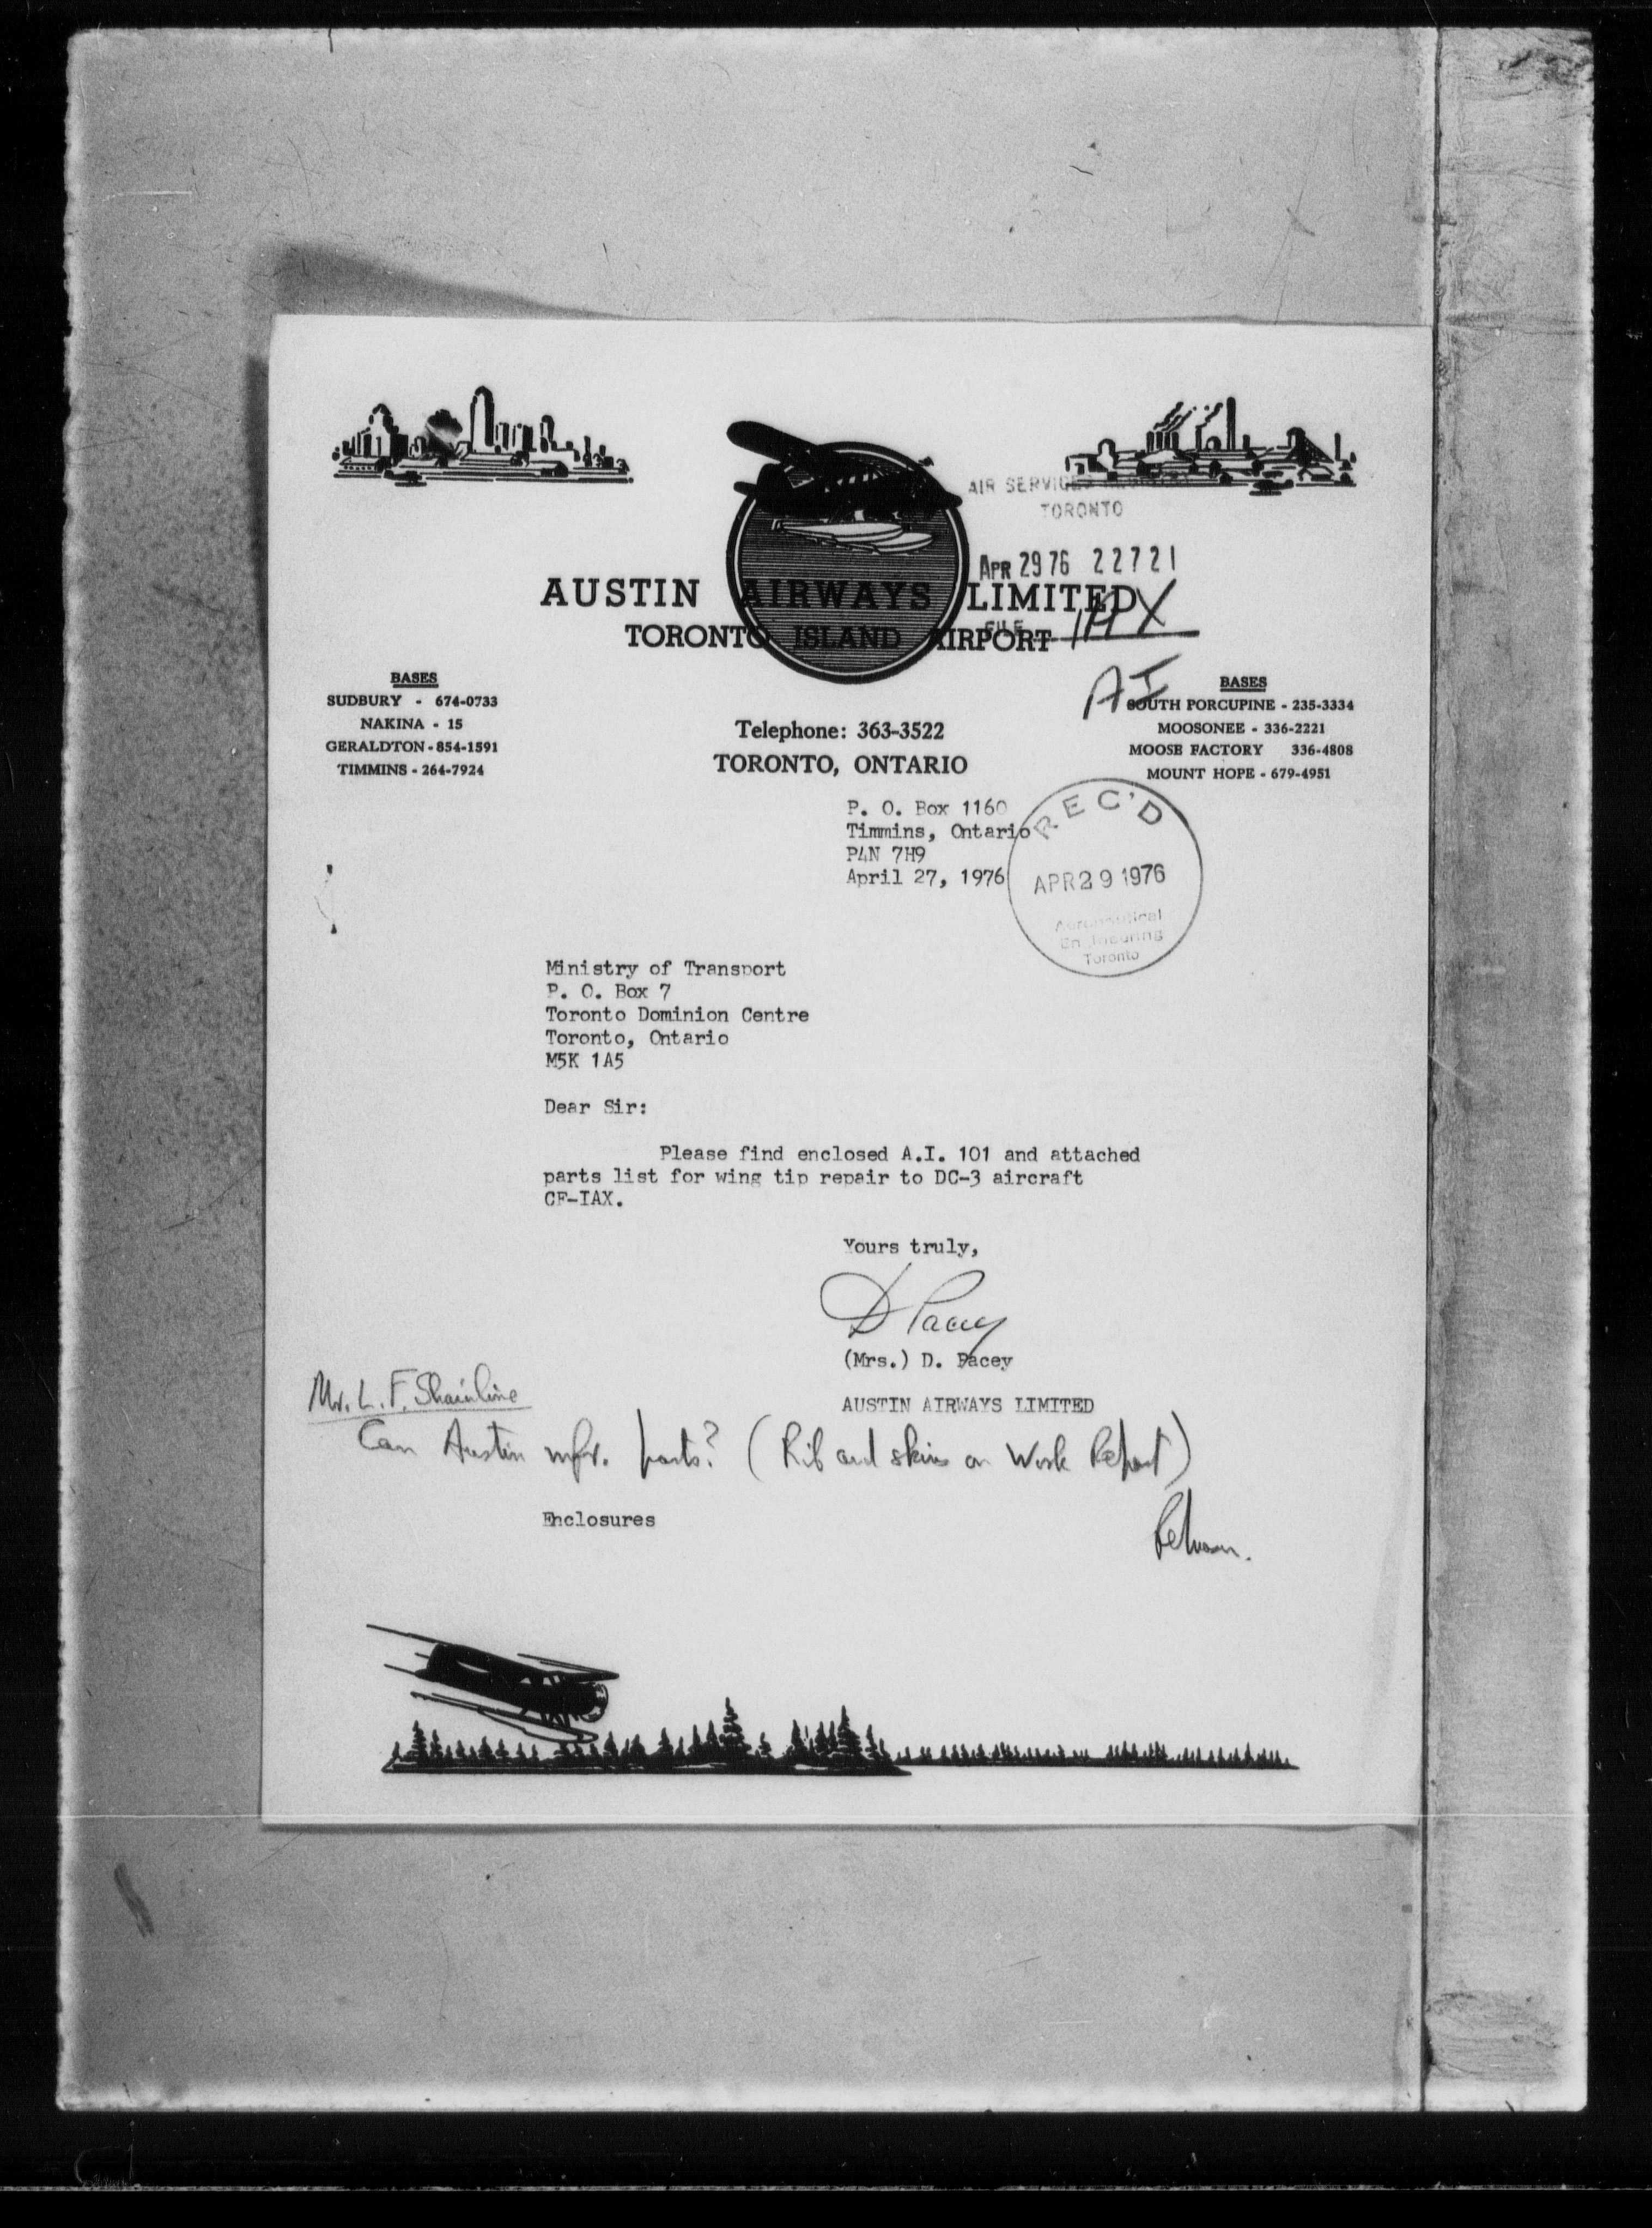 AIR SERVICES
TORONTO
APR 29 76 22721
AUSTIN AIRWAYS LIMITED
FILE
TORONTO ISLAND AIRPORT
AI
BASES
SUDBURY - 674-0733
NAKINA - 15
GERALDTON - 854-1591
TIMMINS - 264-7924
Telephone: 363-3522
TORONTO, ONTARIO
BASES
SOUTH PORCUPINE - 235-3334
MOOSONEE - 336-2221
MOOSE FACTORY 336-4808
MOUNT HOPE - 679-4951
P. O. Box 1160
Timmins, Ontario
P4N 7H9
April 27, 1976
REC'D
APR 29 1976
Aeronautical
Engineering
Toronto
Ministry of Transport
P. O. Box 7
Toronto Dominion Centre
Toronto, Ontario
M5K 1A5
Dear Sir:
Please find enclosed A.I. 101 and attached
parts list for wing tip repair to DC-3 aircraft
CF-IAX.
Yours truly,
D Pacey
(Mrs.) D. Pacey
AUSTIN AIRWAYS LIMITED
Mr. L. F. Shainline
Can Austin mfr. parts? (Rib and skins on Work Report)
Enclosures